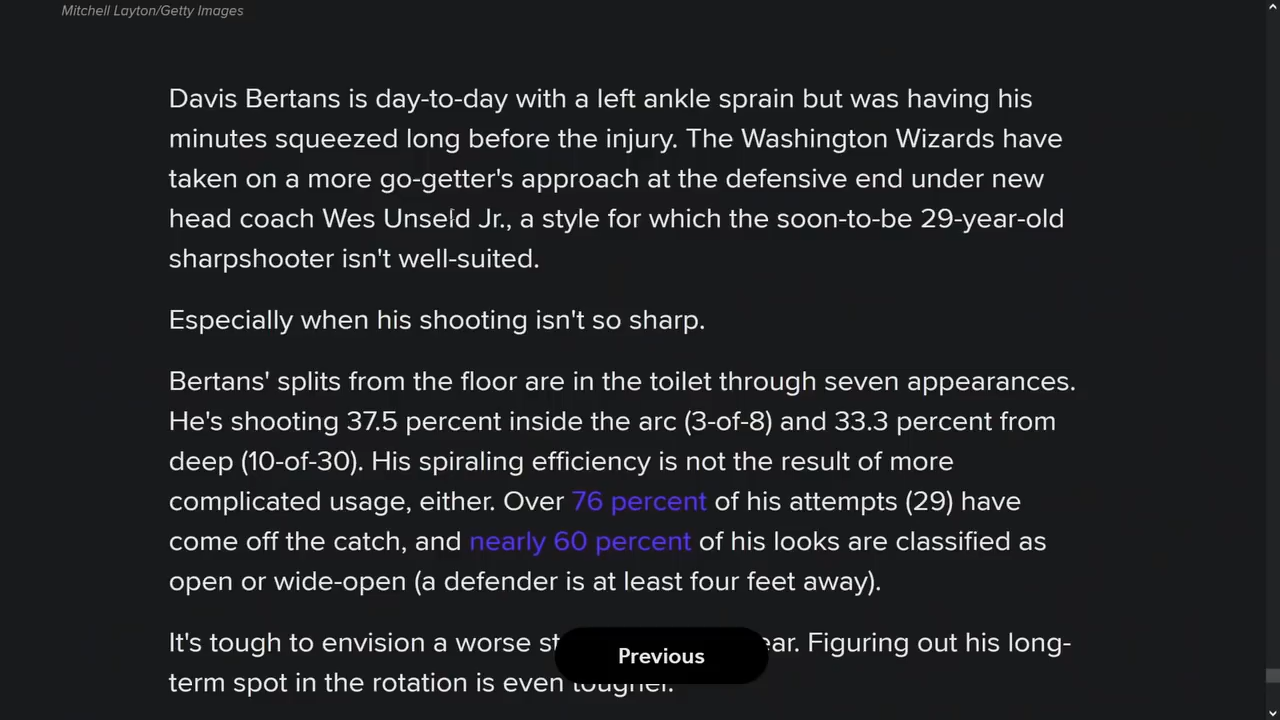 Mitchell Layton/Getty Images
Davis Bertans is day-to-day with a left ankle sprain but was having his
minutes squeezed long before the injury. The Washington Wizards have
taken on a more go-getter's approach at the defensive end under new
head coach Wes Unseld Jr., a style for which the soon-to-be 29-year-old
sharpshooter isn't well-suited.
Especially when his shooting isn't so sharp.
Bertans' splits from the floor are in the toilet through seven appearances.
He's shooting 37.5 percent inside the arc (3-of-8) and 33.3 percent from
deep (10-of-30). His spiraling efficiency is not the result of more
complicated usage, either. Over 76 percent of his attempts (29) have
come off the catch, and nearly 60 percent of his looks are classified as
open or wide-open (a defender is at least four feet away).
It's tough to envision a worse Figuring out his long-
Previous
term spot in the rotation is even tougher.